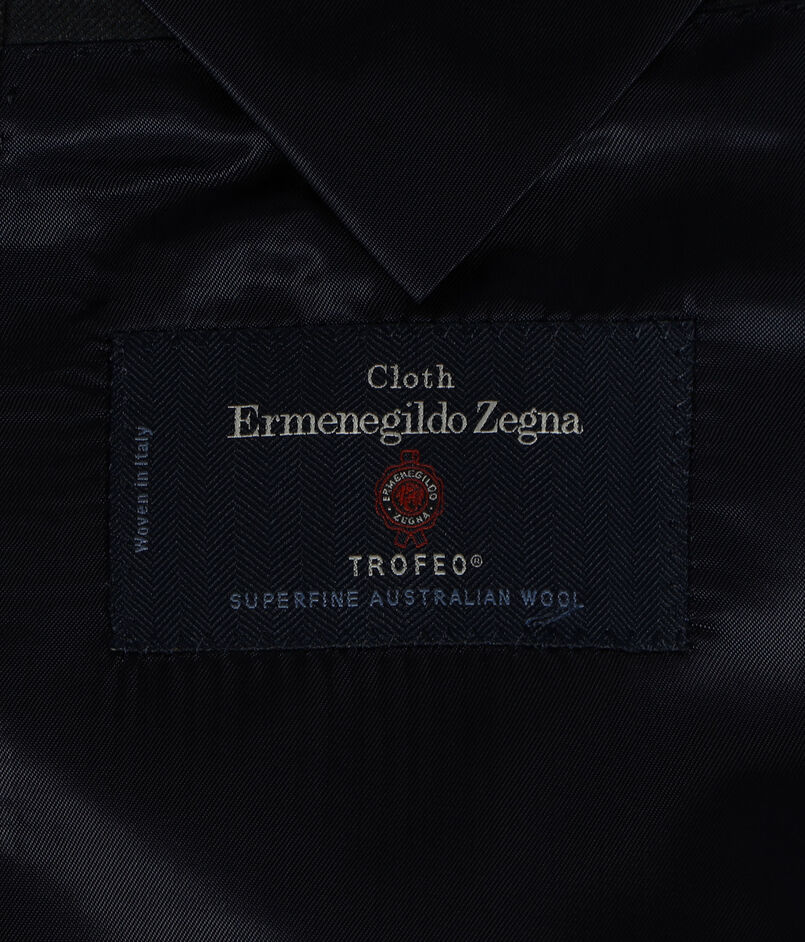 Cloth
Ermenegildo Zegna
ERMENEGILDO
ZEGNA
TROFEO®
SUPERFINE AUSTRALIAN WOOL
Woven in Italy